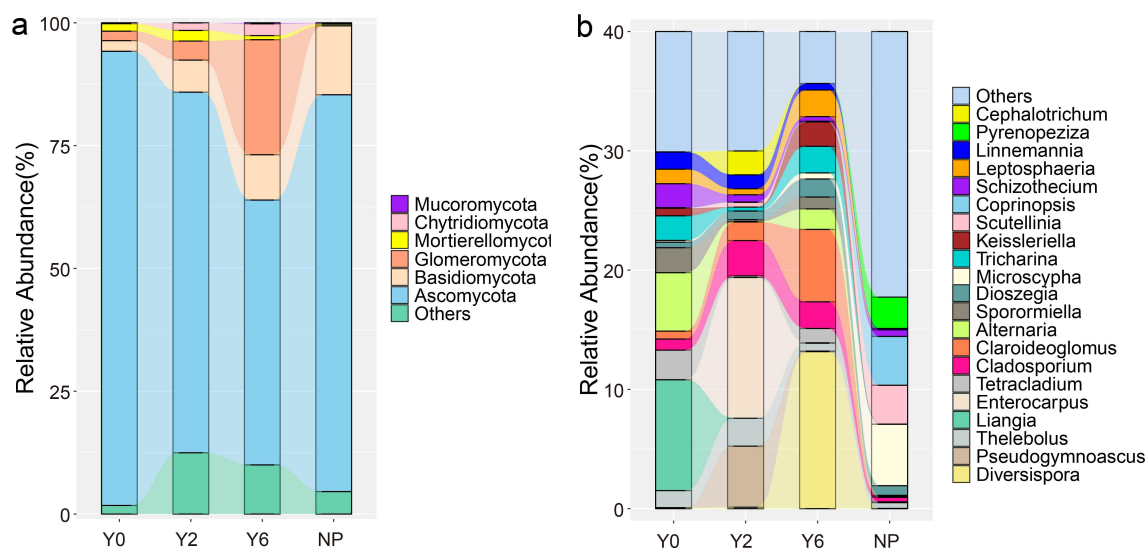 a
Relative Abundance(%)
100
75
50
25
0
Y0 Y2 Y6 NP
Mucoromycota
Chytridiomycota
Mortierellomycot
Glomeromycota
Basidiomycota
Ascomycota
Others
b
Relative Abundance(%)
40
30
20
10
0
Y0 Y2 Y6 NP
Others
Cephalotrichum
Pyrenopeziza
Linnemannia
Leptosphaeria
Schizothecium
Coprinopsis
Scutellinia
Keissleriella
Tricharina
Microscypha
Dioszegia
Sporormiella
Alternaria
Claroideoglomus
Cladosporium
Tetracladium
Enterocarpus
Liangia
Thelebolus
Pseudogymnoascus
Diversispora